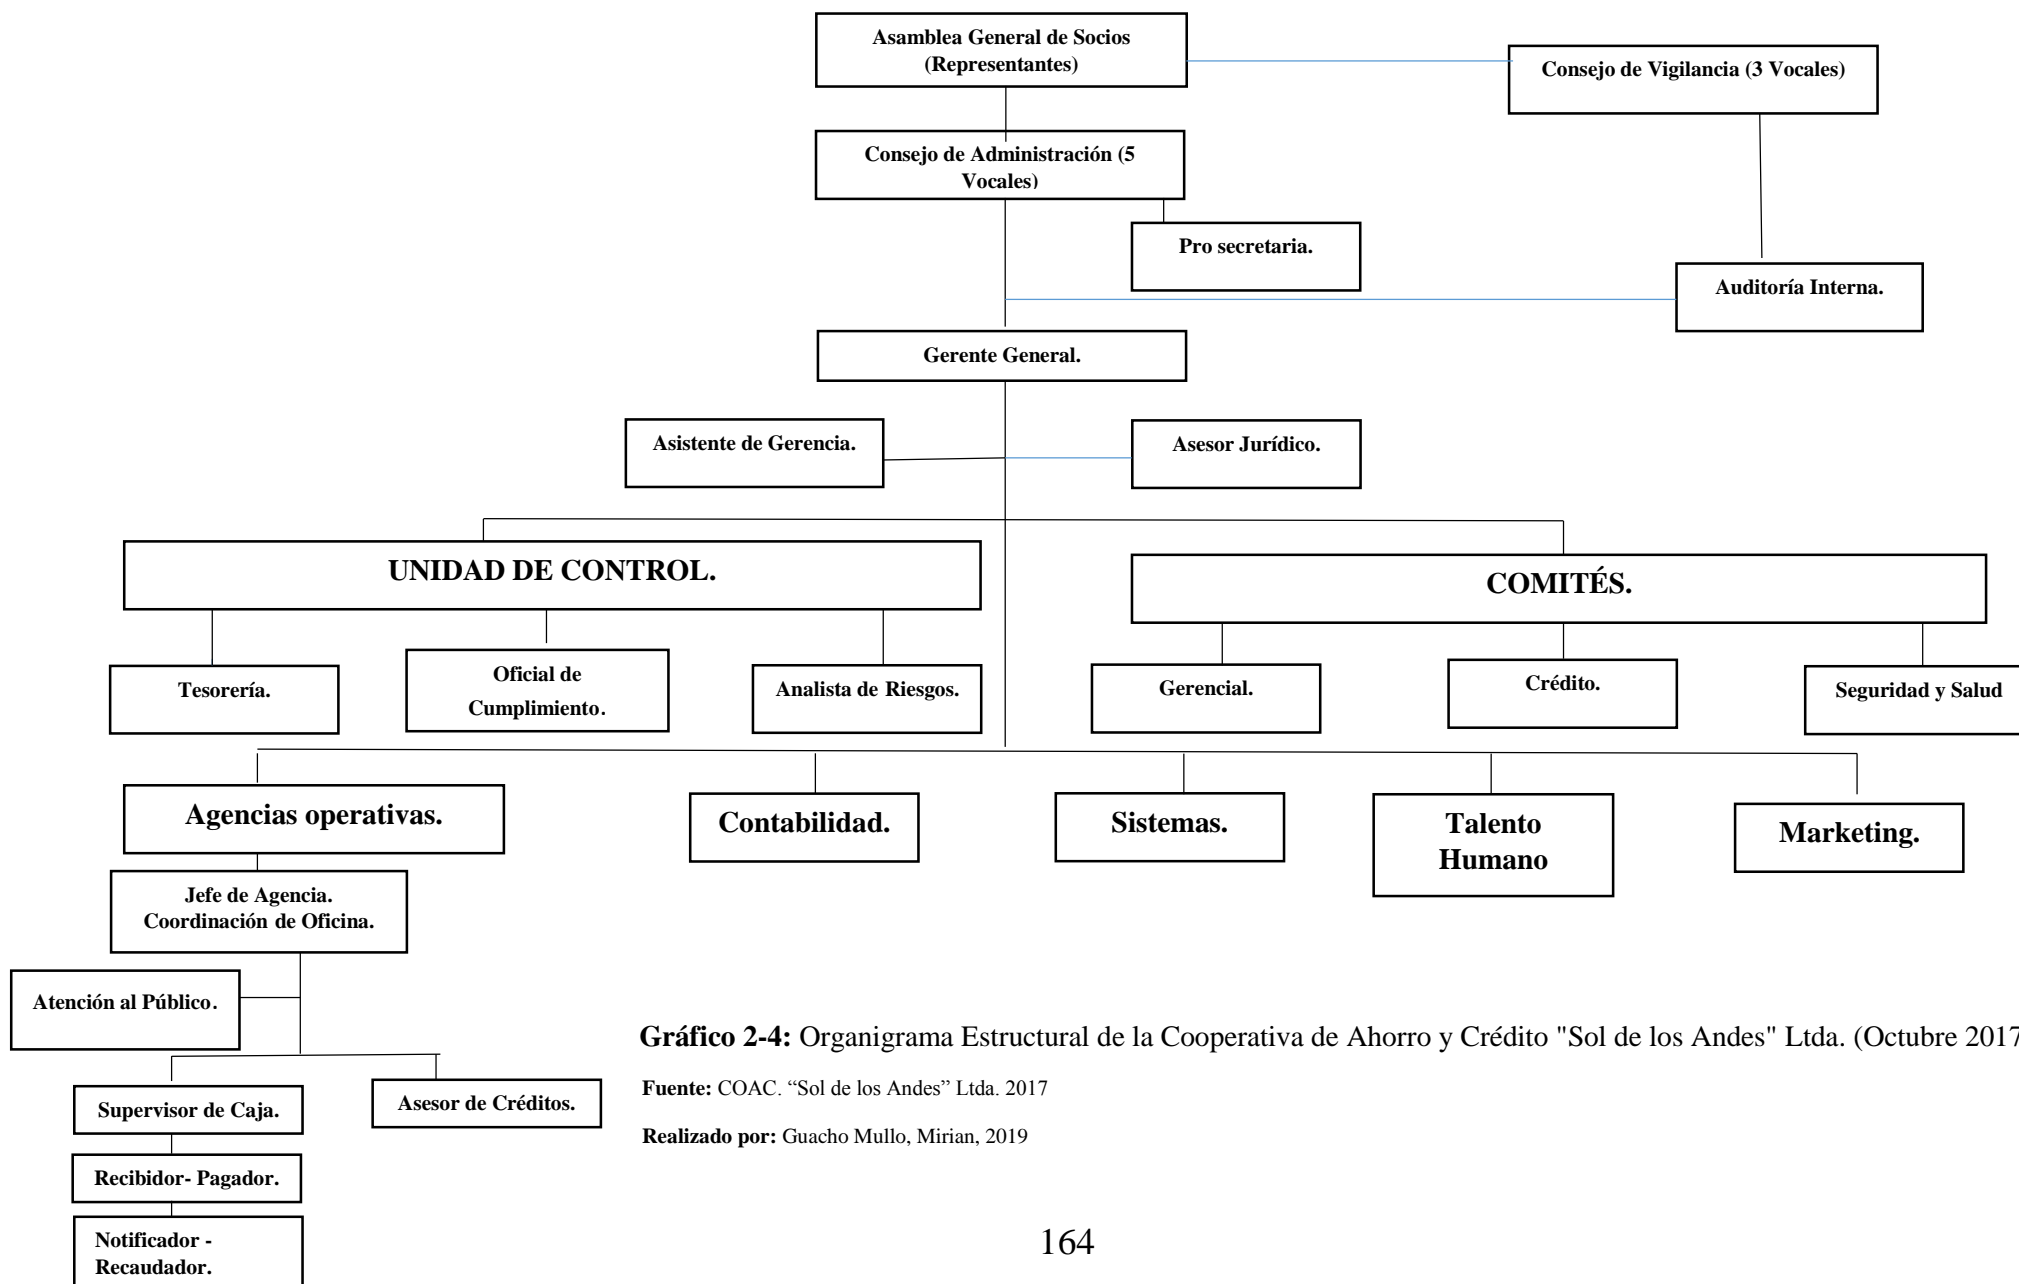 Asamblea General de Socios
(Representantes)
Consejo de Vigilancia (3 Vocales)
Consejo de Administración (5
Vocales)
Pro secretaria.
Auditoría Interna.
Gerente General.
Asistente de Gerencia.
Asesor Jurídico.
UNIDAD DE CONTROL.
COMITÉS.
Tesorería.
Oficial de
Cumplimiento.
Analista de Riesgos.
Gerencial.
Crédito.
Seguridad y Salud
Agencias operativas.
Contabilidad.
Sistemas.
Talento
Humano
Marketing.
Jefe de Agencia.
Coordinación de Oficina.
Atención al Público.
Supervisor de Caja.
Asesor de Créditos.
Recibidor- Pagador.
Notificador -
Recaudador.
Gráfico 2-4: Organigrama Estructural de la Cooperativa de Ahorro y Crédito "Sol de los Andes" Ltda. (Octubre 2017
Fuente: COAC. “Sol de los Andes” Ltda. 2017
Realizado por: Guacho Mullo, Mirian, 2019
164